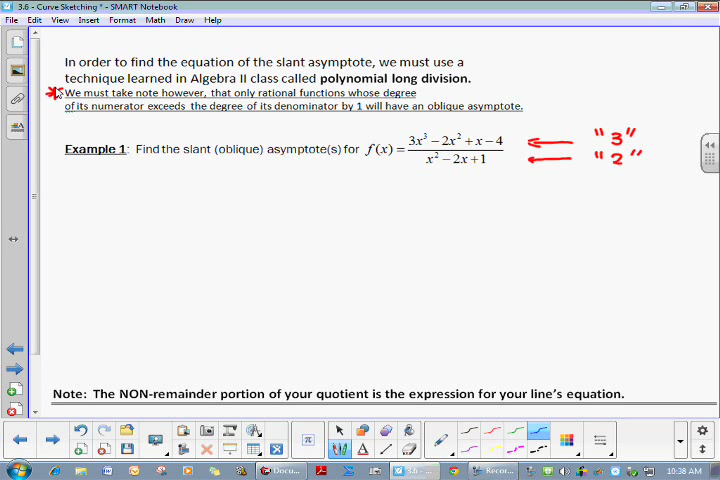 3.6 - Curve Sketching * - SMART Notebook
File Edit View Insert Format Math Draw Help
In order to find the equation of the slant asymptote, we must use a
technique learned in Algebra II class called polynomial long division.
We must take note however, that only rational functions whose degree
of its numerator exceeds the degree of its denominator by 1 will have an oblique asymptote.
Example 1: Find the slant (oblique) asymptote(s) for f(x) = (3x³ − 2x² + x − 4) / (x² − 2x + 1)
"3"
"2"
Note: The NON-remainder portion of your quotient is the expression for your line's equation.
π
Docu...
3.6 -...
Recor...
10:38 AM